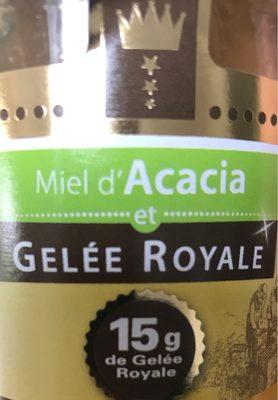 Miel d'Acacia
et
GELÉE ROYALE
15g
de Gelée
Royale